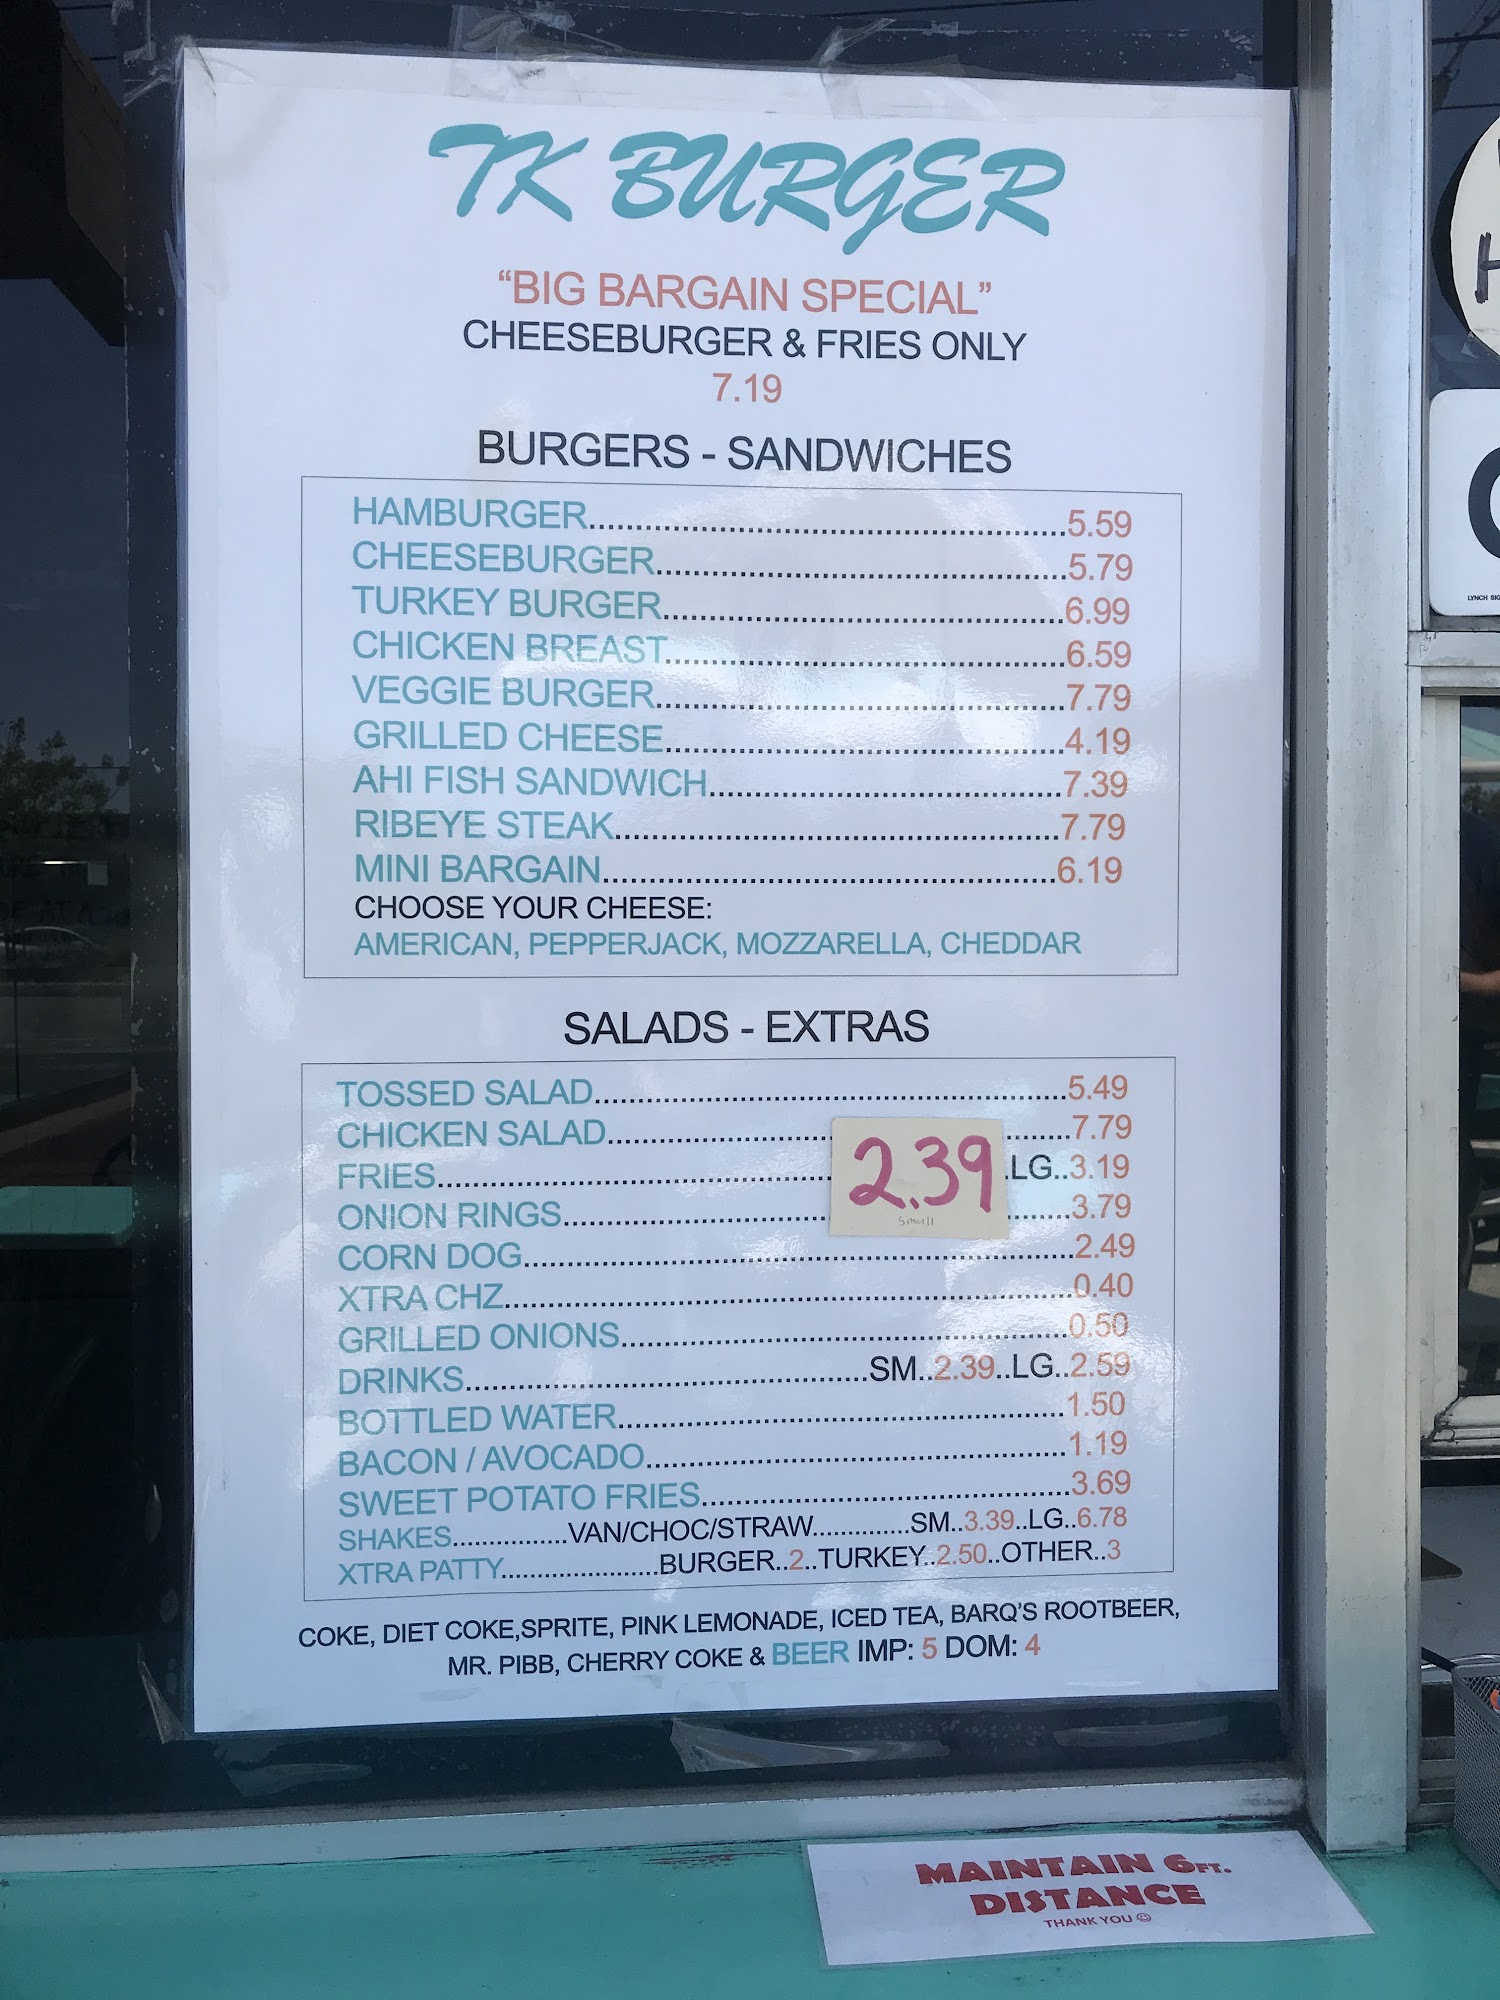 TK BURGER
"BIG BARGAIN SPECIAL"
CHEESEBURGER & FRIES ONLY
7.19
BURGERS - SANDWICHES
HAMBURGER..........5.59
CHEESEBURGER..........5.79
TURKEY BURGER..........6.99
CHICKEN BREAST..........6.59
VEGGIE BURGER..........7.79
GRILLED CHEESE..........4.19
AHI FISH SANDWICH..........7.39
RIBEYE STEAK..........7.79
MINI BARGAIN..........6.19
CHOOSE YOUR CHEESE:
AMERICAN, PEPPERJACK, MOZZARELLA, CHEDDAR
SALADS - EXTRAS
TOSSED SALAD..........5.49
CHICKEN SALAD..........7.79
FRIES..........2.39 small .LG..3.19
ONION RINGS..........3.79
CORN DOG..........2.49
XTRA CHZ..........0.40
GRILLED ONIONS..........0.50
DRINKS..........SM..2.39..LG..2.59
BOTTLED WATER..........1.50
BACON / AVOCADO..........1.19
SWEET POTATO FRIES..........3.69
SHAKES..........VAN/CHOC/STRAW..........SM..3.39..LG..6.78
XTRA PATTY..........BURGER..2..TURKEY..2.50..OTHER..3
COKE, DIET COKE,SPRITE, PINK LEMONADE, ICED TEA, BARQ'S ROOTBEER,
MR. PIBB, CHERRY COKE & BEER IMP: 5 DOM: 4
LYNCH SIG
MAINTAIN 6FT.
DISTANCE
THANK YOU ☺